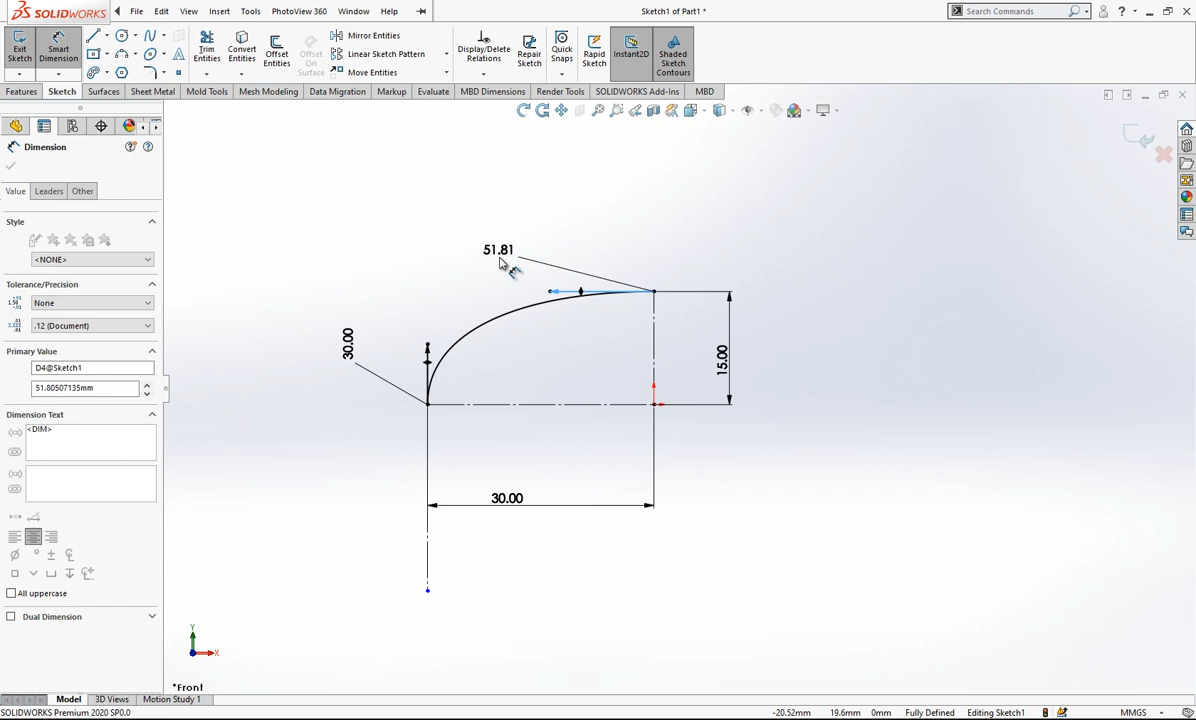 SOLIDWORKS
File Edit View Insert Tools PhotoView 360 Window Help
Sketch1 of Part1 *
Search Commands
Exit Sketch
Smart Dimension
Trim Entities
Convert Entities
Offset Entities
Offset On Surface
Mirror Entities
Linear Sketch Pattern
Move Entities
Display/Delete Relations
Repair Sketch
Quick Snaps
Rapid Sketch
Instant2D
Shaded Sketch Contours
Features Sketch Surfaces Sheet Metal Mold Tools Mesh Modeling Data Migration Markup Evaluate MBD Dimensions Render Tools SOLIDWORKS Add-Ins MBD
Dimension
Value Leaders Other
Style
<NONE>
Tolerance/Precision
None
.12 (Document)
Primary Value
D4@Sketch1
51.80507135mm
Dimension Text
<DIM>
All uppercase
Dual Dimension
51.81
30.00
15.00
30.00
Y
X
*Front
Model 3D Views Motion Study 1
SOLIDWORKS Premium 2020 SP0.0
-20.52mm 19.6mm 0mm Fully Defined Editing Sketch1 MMGS